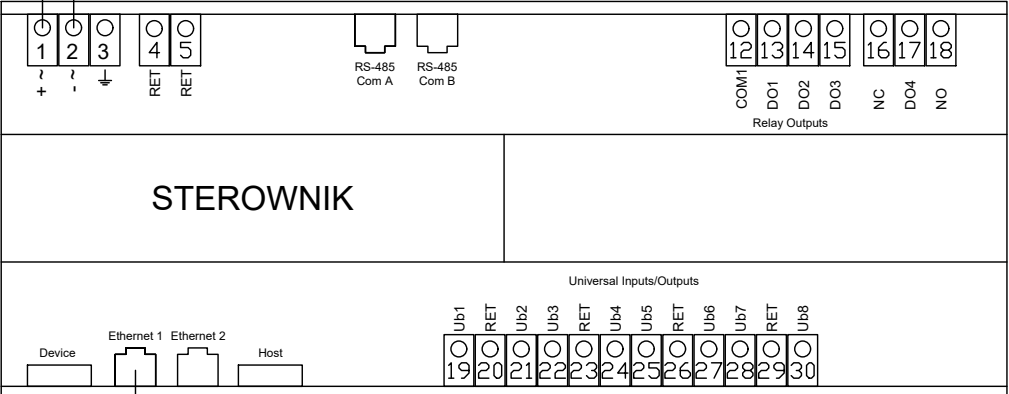 1 2 3 4 5 12 13 14 15 16 17 18
~ ~ RET RET RS-485 RS-485 COM1 DO1 DO2 DO3 NC DO4 NO
+ - Com A Com B
Relay Outputs
STEROWNIK
Universal Inputs/Outputs
Ub1 RET Ub2 Ub3 RET Ub4 Ub5 RET Ub6 Ub7 RET Ub8
Ethernet 1 Ethernet 2
Device Host
19 20 21 22 23 24 25 26 27 28 29 30